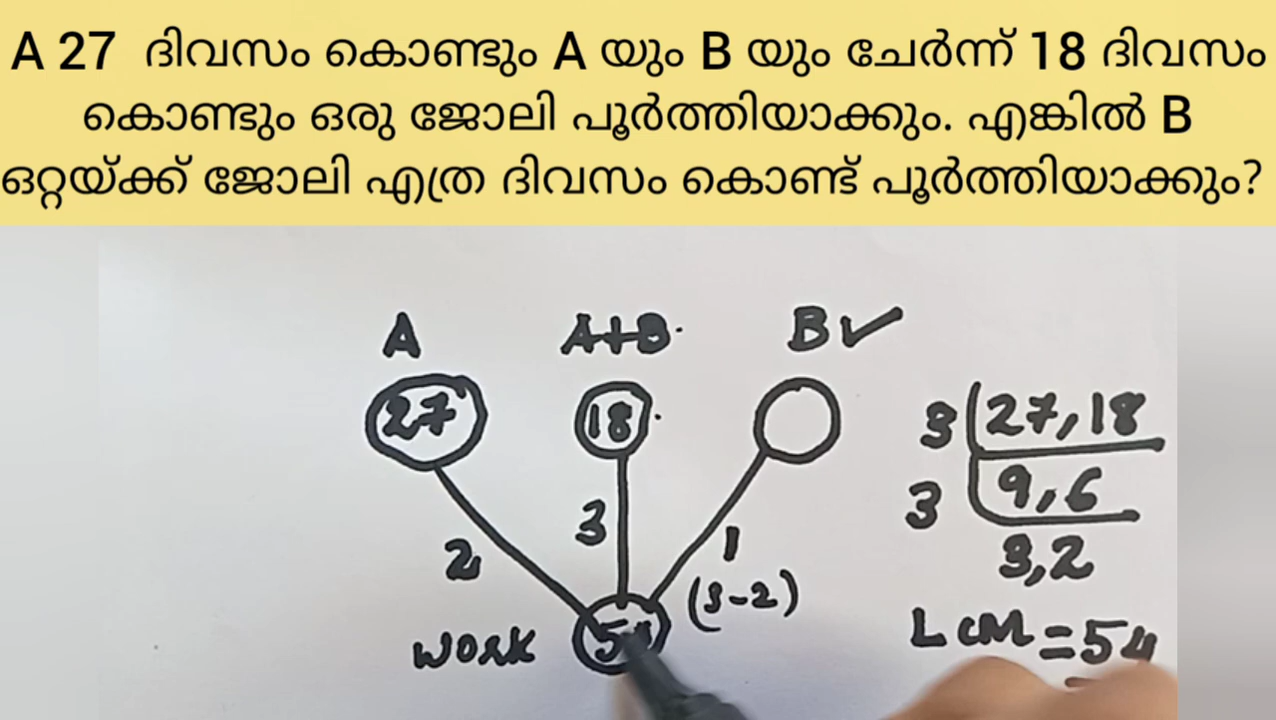 A 27 ദിവസം കൊണ്ടും A യും B യും ചേർന്ന് 18 ദിവസം
കൊണ്ടും ഒരു ജോലി പൂർത്തിയാക്കും. എങ്കിൽ B
ഒറ്റയ്ക്ക് ജോലി എത്ര ദിവസം കൊണ്ട് പൂർത്തിയാക്കും?
A A+B B✓
27 18
3 27,18
3 9,6
3,2
2 3 1
(3-2)
WORK 54
LCM = 54